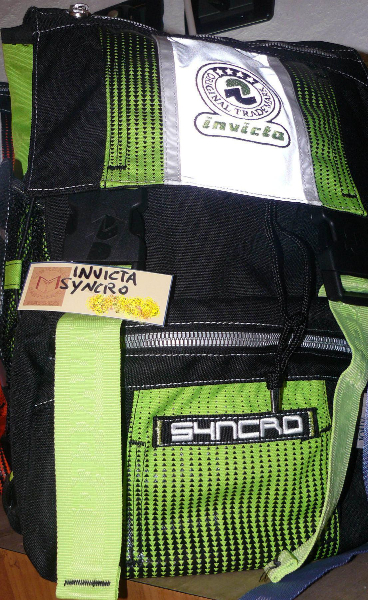 ORIGINAL TRADEMARK
invicta
INVICTA
SYNCRO
SYNCRO